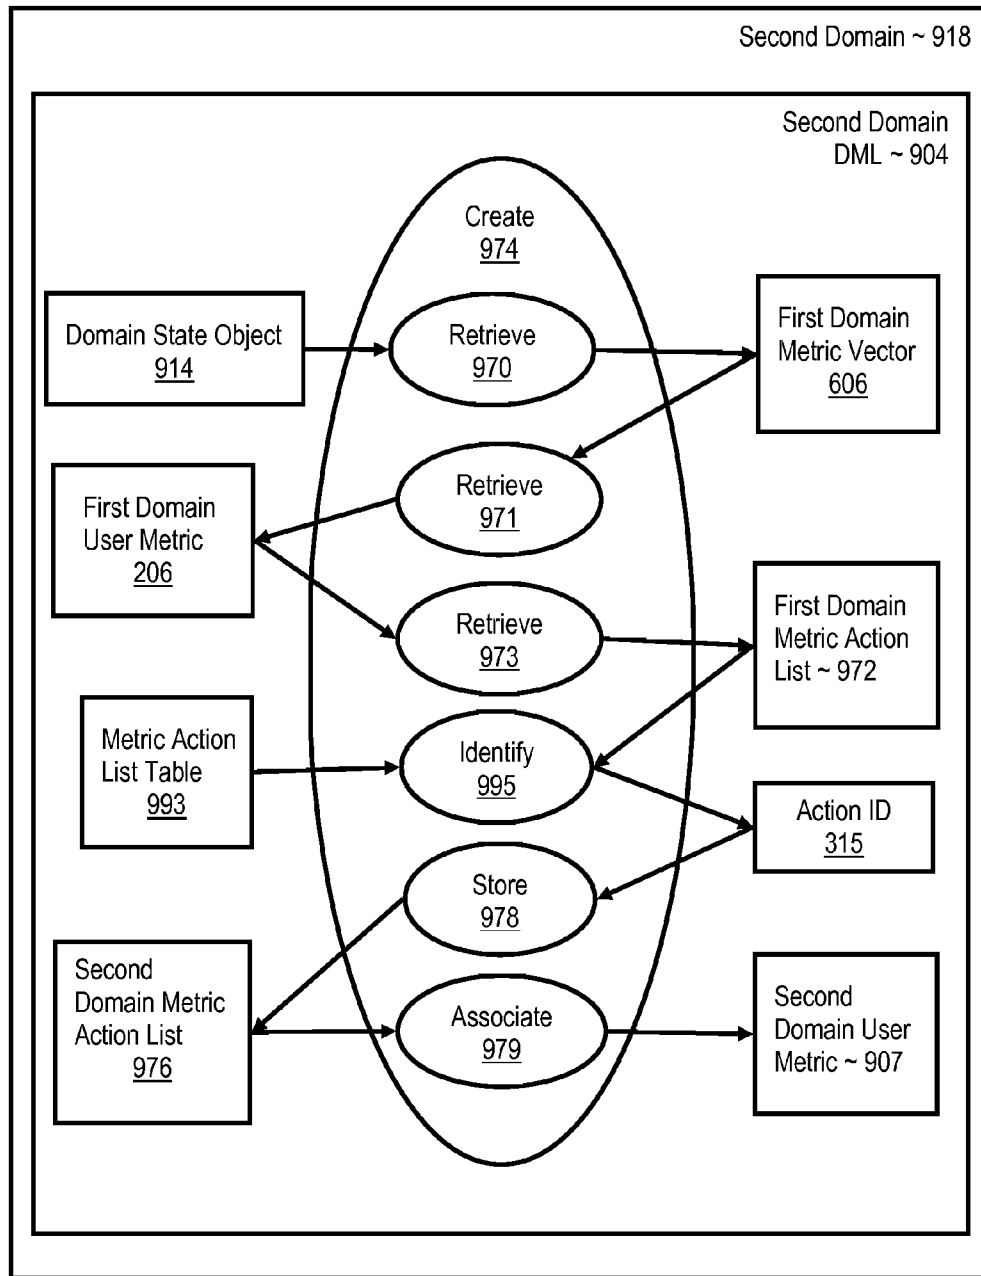 Second Domain ~ 918
Second Domain
DML ~ 904
Create
974
Domain State Object
914
Retrieve
970
First Domain
Metric Vector
606
Retrieve
971
First Domain
User Metric
206
Retrieve
973
First Domain
Metric Action
List ~ 972
Metric Action
List Table
993
Identify
995
Action ID
315
Store
978
Second
Domain Metric
Action List
976
Associate
979
Second
Domain User
Metric ~ 907